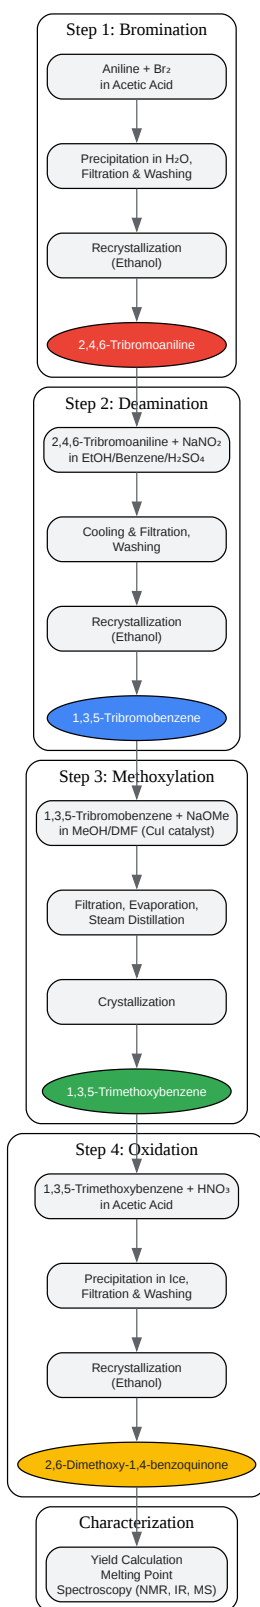 Step 1: Bromination
Aniline + Br₂
in Acetic Acid
Precipitation in H₂O,
Filtration & Washing
Recrystallization
(Ethanol)
2,4,6-Tribromoaniline
Step 2: Deamination
2,4,6-Tribromoaniline + NaNO₂
in EtOH/Benzene/H₂SO₄
Cooling & Filtration,
Washing
Recrystallization
(Ethanol)
1,3,5-Tribromobenzene
Step 3: Methoxylation
1,3,5-Tribromobenzene + NaOMe
in MeOH/DMF (CuI catalyst)
Filtration, Evaporation,
Steam Distillation
Crystallization
1,3,5-Trimethoxybenzene
Step 4: Oxidation
1,3,5-Trimethoxybenzene + HNO₃
in Acetic Acid
Precipitation in Ice,
Filtration & Washing
Recrystallization
(Ethanol)
2,6-Dimethoxy-1,4-benzoquinone
Characterization
Yield Calculation
Melting Point
Spectroscopy (NMR, IR, MS)